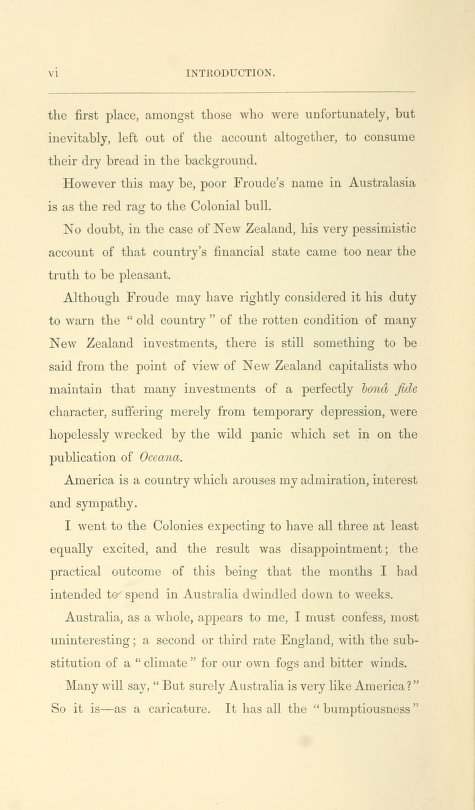 vi
INTRODUCTION.
the first place, amongst those who were unfortunately, but
inevitably, left out of the account altogether, to consume
their dry bread in the background.
However this may be, poor Froude's name in Australasia
is as the red rag to the Colonial bull.
No doubt, in the case of New Zealand, his very pessimistic
account of that country's financial state came too near the
truth to be pleasant.
Although Froude may have rightly considered it his duty
to warn the " old country " of the rotten condition of many
New Zealand investments, there is still something to be
said from the point of view of New Zealand capitalists who
maintain that many investments of a perfectly bonâ fide
character, suffering merely from temporary depression, were
hopelessly wrecked by the wild panic which set in on the
publication of Oceana.
America is a country which arouses my admiration, interest
and sympathy.
I went to the Colonies expecting to have all three at least
equally excited, and the result was disappointment; the
practical outcome of this being that the months I had
intended to spend in Australia dwindled down to weeks.
Australia, as a whole, appears to me, I must confess, most
uninteresting ; a second or third rate England, with the sub-
stitution of a " climate " for our own fogs and bitter winds.
Many will say, " But surely Australia is very like America ? "
So it is—as a caricature. It has all the " bumptiousness "